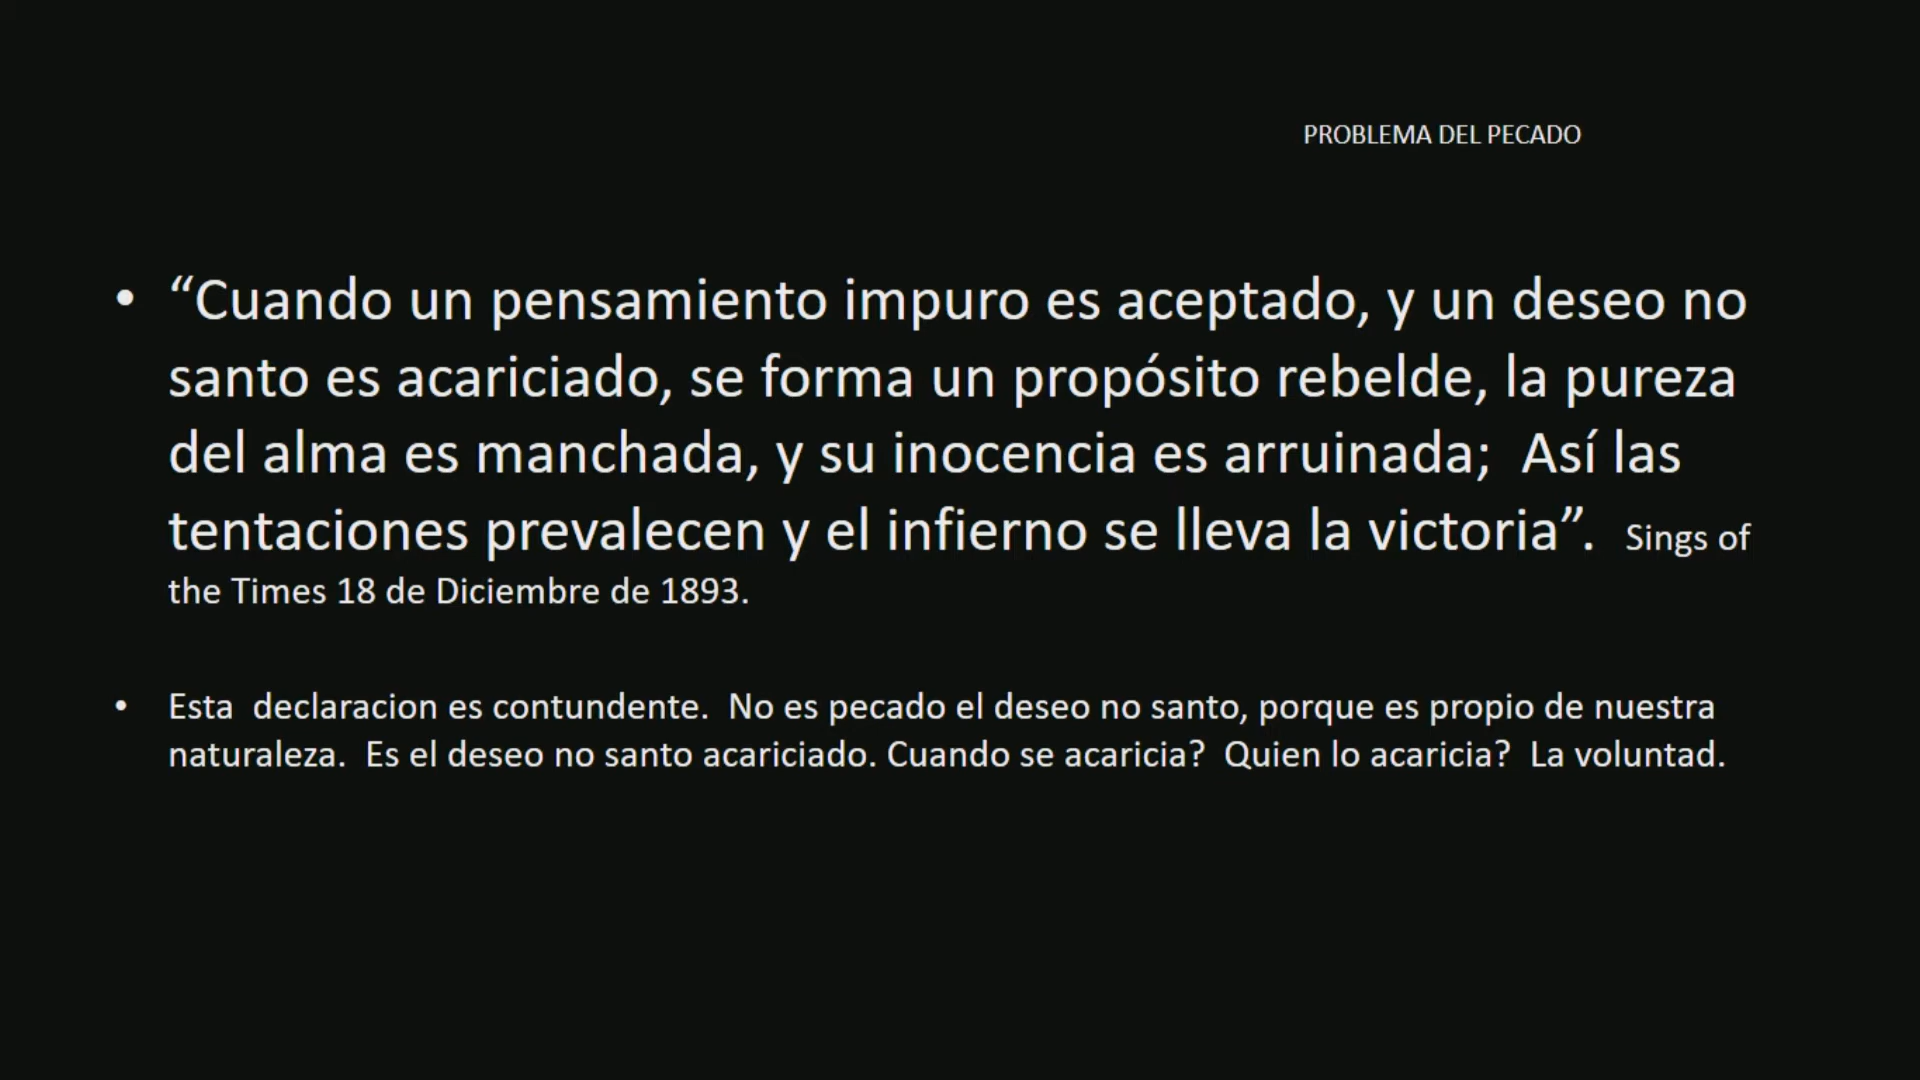 PROBLEMA DEL PECADO
• “Cuando un pensamiento impuro es aceptado, y un deseo no
santo es acariciado, se forma un propósito rebelde, la pureza
del alma es manchada, y su inocencia es arruinada;  Así las
tentaciones prevalecen y el infierno se lleva la victoria”.  Sings of
the Times 18 de Diciembre de 1893.
• Esta  declaracion es contundente.  No es pecado el deseo no santo, porque es propio de nuestra
naturaleza.  Es el deseo no santo acariciado. Cuando se acaricia?  Quien lo acaricia?  La voluntad.